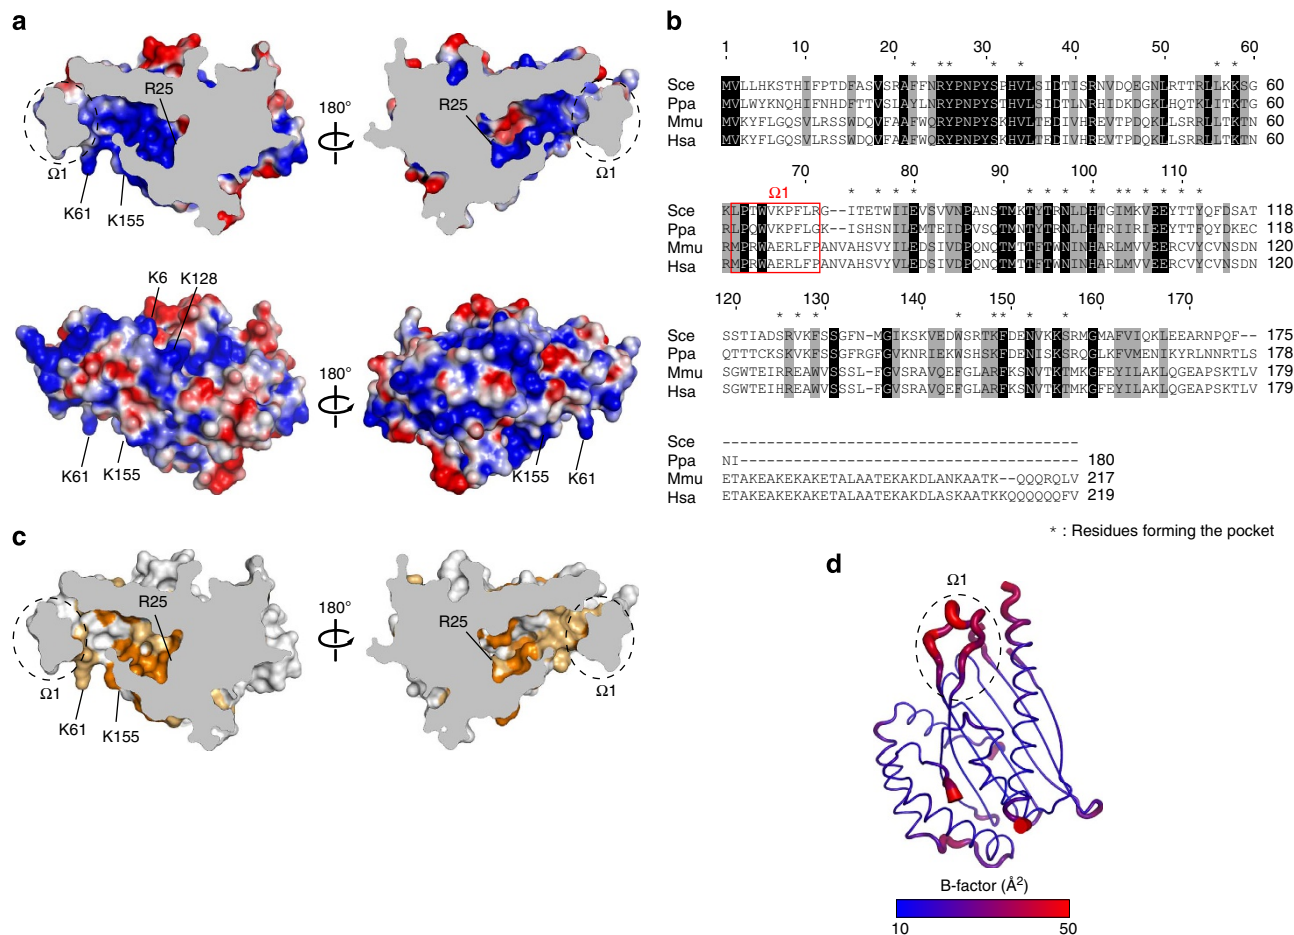 a
R25
180°
R25
Ω1
K61
K155
Ω1
K6
K128
180°
K61
K155
K155
K61
b
1 10 20 30 40 50 60
* ** * * * *
Sce MVLLHKSTHIFPTDFASVSRAFFNRYPNPYSPHVLSIDTISRNVDQEGNLRTTRLLKKSG 60
Ppa MVLWYKNQHIFNHDFTTVSLAYLNRYPNPYSSHVLSIDTLNRHIDKDGKLHQTKLITKTG 60
Mmu MVKYFLGQSVLRSSWDQVFAAFWQRYPNPYSKHVLTEDIVHREVTPDQKLLSRRLLTKTN 60
Hsa MVKYFLGQSVLRSSWDQVFAAFWQRYPNPYSKHVLTEDIVHREVTPDQKLLSRRLLTKTN 60
70 80 90 100 110
Ω1
Sce KLPTWVKPFLRG--ITETWIIEVSVVNPANSTMKTYTRNLDHTGIMKVEEYTTYQFDSAT 118
Ppa RLPQWVKPFLGK--ISHSNILEMTEIDPVSQTMNTYTTNLDHTRIIRIEEYTTFQYDKEC 118
Mmu RMPRWAERLFPANVAHSVYILEDSIVDPQNQTMTTFTWNINHARLMVVEERCVYCVNSDN 120
Hsa RMPRWAERLFPANVAHSVYVLEDSIVDPQNQTMTTFTWNINHARLMVVEERCVYCVNSDN 120
120 130 140 150 160 170
Sce SSTIADSRVKFSSGFN-MGIKSKVEDWSRTKFDENVKKSRMGMAFVIQKLEEARNPQF-- 175
Ppa QTTTCKSKVKFSSGFRGFGVKNRIEKWSHSKFDENISKSRQGLKFVMENIKYRLNNRTLS 178
Mmu SGWTEIRREAWVSSSL-FGVSRAVQEFGLARFKSNVTKTMKGFEYILAKLQGEAPSKTLV 179
Hsa SGWTEIHREAWVSSSL-FGVSRAVQEFGLARFKSNVTKTMKGFEYILAKLQGEAPSKTLV 179
Sce ----------------------------------------
Ppa NI-------------------------------------- 180
Mmu ETAKEAKEKAKETALAATEKAKDLANKAATK--QQQRQLV 217
Hsa ETAKEAKEKAKETALAATEKAKDLASKAATKKQQQQQQFV 219
* : Residues forming the pocket
c
R25
180°
R25
Ω1
K61
K155
Ω1
d
Ω1
B-factor (Å²)
10 50